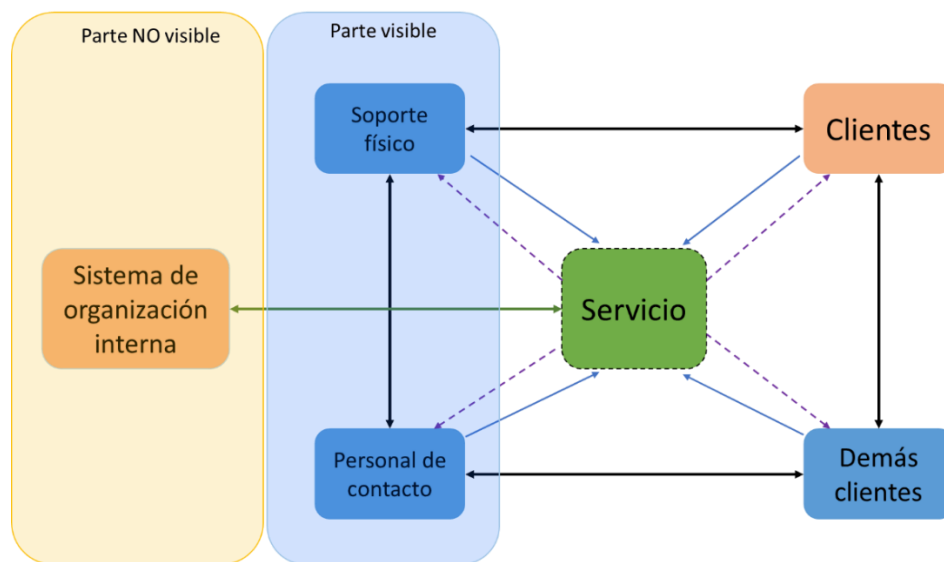 Parte NO visible
Parte visible
Soporte
físico
Clientes
Sistema de
organización
interna
Servicio
Personal de
contacto
Demás
clientes